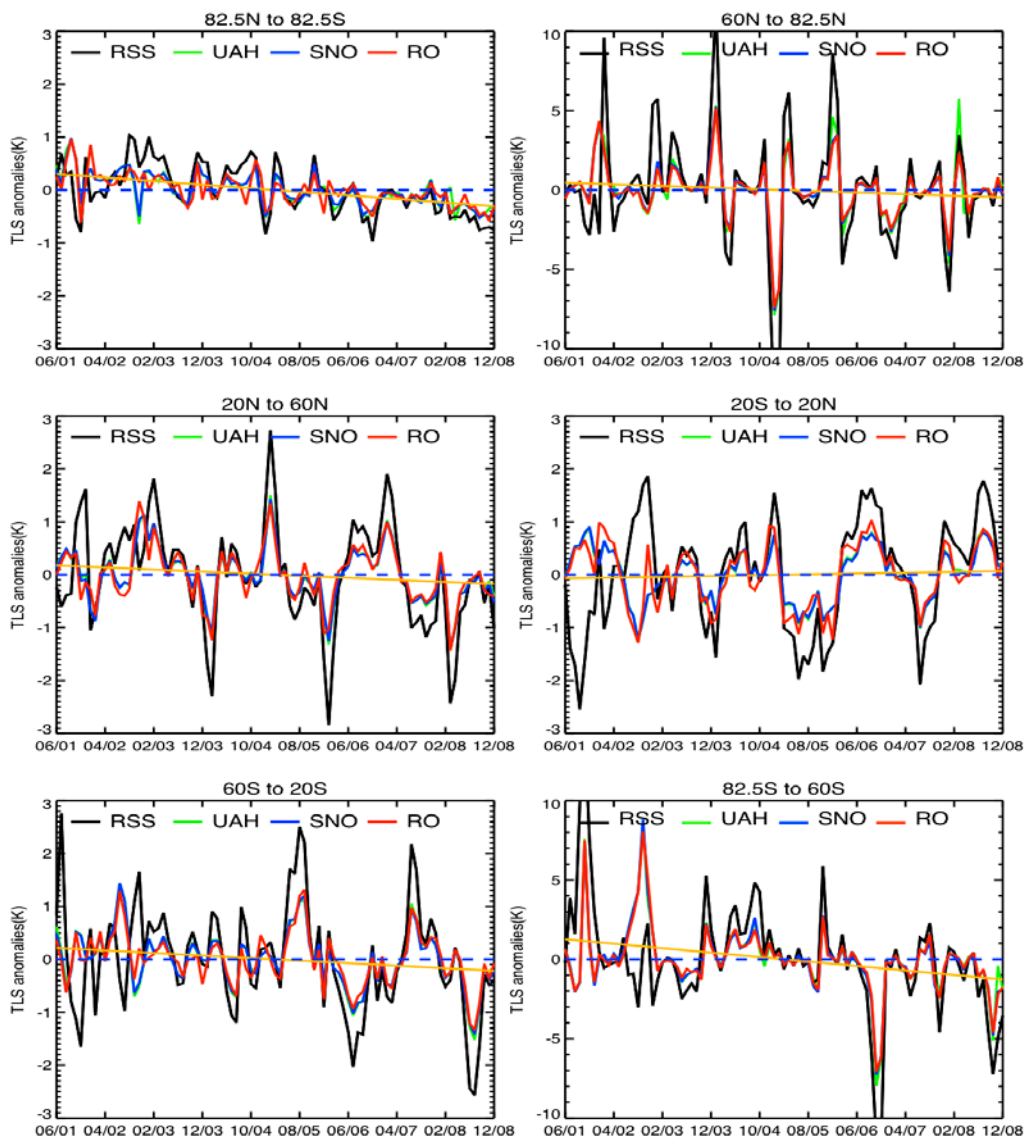 82.5N to 82.5S
3
RSS UAH SNO RO
2
1
0
-1
-2
-3
TLS anomalies(K)
06/01 04/02 02/03 12/03 10/04 08/05 06/06 04/07 02/08 12/08
60N to 82.5N
10
RSS UAH SNO RO
5
0
-5
-10
TLS anomalies(K)
06/01 04/02 02/03 12/03 10/04 08/05 06/06 04/07 02/08 12/08
20N to 60N
3
RSS UAH SNO RO
2
1
0
-1
-2
-3
TLS anomalies(K)
06/01 04/02 02/03 12/03 10/04 08/05 06/06 04/07 02/08 12/08
20S to 20N
3
RSS UAH SNO RO
2
1
0
-1
-2
-3
TLS anomalies(K)
06/01 04/02 02/03 12/03 10/04 08/05 06/06 04/07 02/08 12/08
60S to 20S
3
RSS UAH SNO RO
2
1
0
-1
-2
-3
TLS anomalies(K)
06/01 04/02 02/03 12/03 10/04 08/05 06/06 04/07 02/08 12/08
82.5S to 60S
10
RSS UAH SNO RO
5
0
-5
-10
TLS anomalies(K)
06/01 04/02 02/03 12/03 10/04 08/05 06/06 04/07 02/08 12/08